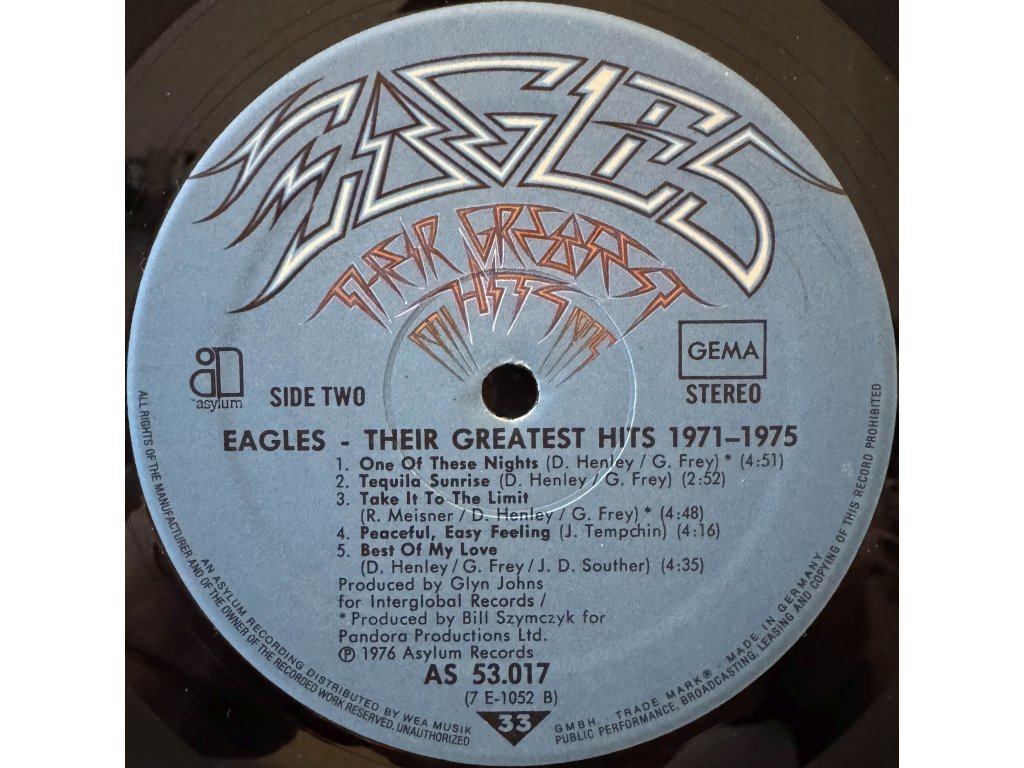 EAGLES
THEIR GREATEST
HITS
asylum
SIDE TWO
GEMA
STEREO
EAGLES - THEIR GREATEST HITS 1971–1975
1. One Of These Nights (D. Henley / G. Frey) * (4:51)
2. Tequila Sunrise (D. Henley / G. Frey) (2:52)
3. Take It To The Limit
(R. Meisner / D. Henley / G. Frey) * (4:48)
4. Peaceful, Easy Feeling (J. Tempchin) (4:16)
5. Best Of My Love
(D. Henley / G. Frey / J. D. Souther) (4:35)
Produced by Glyn Johns
for Interglobal Records /
* Produced by Bill Szymczyk for
Pandora Productions Ltd.
℗ 1976 Asylum Records
AS 53.017
(7 E-1052 B)
33
AN ASYLUM RECORDING DISTRIBUTED BY WEA MUSIK GMBH. TRADE MARK® . MADE IN GERMANY
ALL RIGHTS OF THE MANUFACTURER AND OF THE OWNER OF THE RECORDED WORK RESERVED. UNAUTHORIZED PUBLIC PERFORMANCE, BROADCASTING, LEASING AND COPYING OF THIS RECORD PROHIBITED